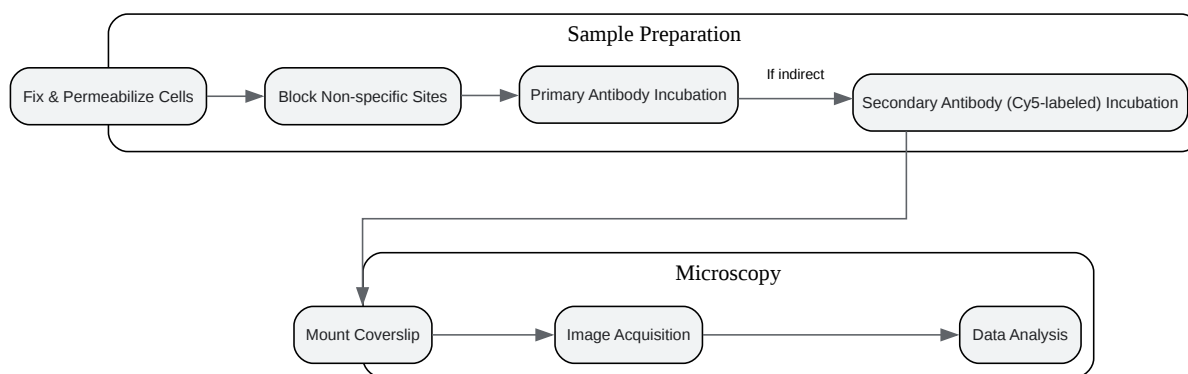 Sample Preparation
Fix & Permeabilize Cells
Block Non-specific Sites
Primary Antibody Incubation
If indirect
Secondary Antibody (Cy5-labeled) Incubation
Microscopy
Mount Coverslip
Image Acquisition
Data Analysis